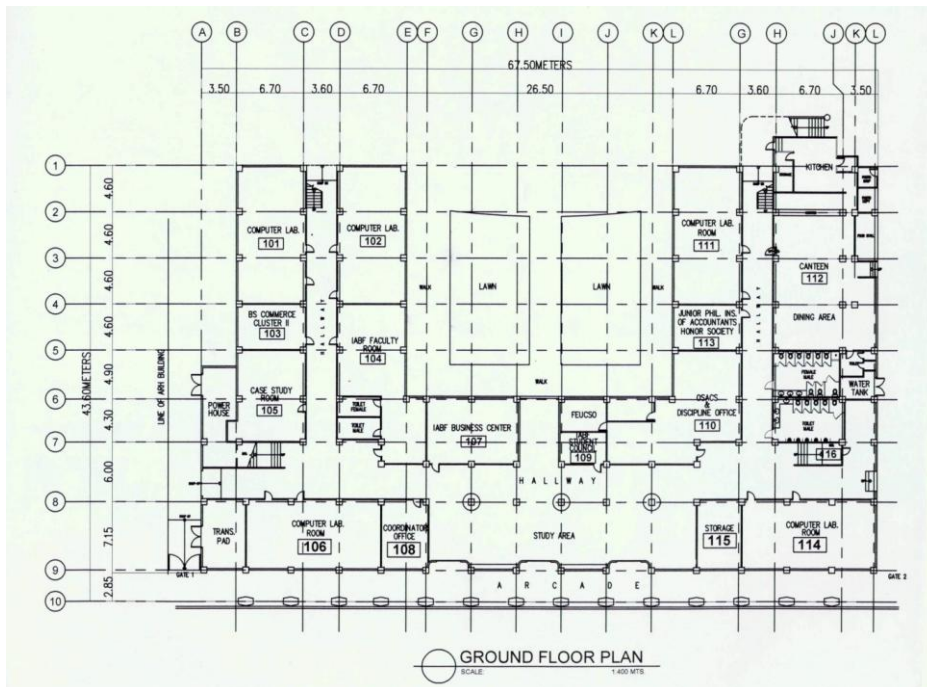 A B C D E F G H I J K L G H J K L
67.50METERS
3.50 6.70 3.60 6.70 26.50 6.70 3.60 6.70 3.50
1
KITCHEN
4.60
2
COMPUTER LAB.
101
COMPUTER LAB.
102
COMPUTER LAB.
ROOM
111
4.60
3
CANTEEN
112
WALK
LAWN
LAWN
WALK
4.60
4
HALLWAY
HALLWAY
DINING AREA
BS COMMERCE
CLUSTER II
103
JUNIOR PHIL. INS.
OF ACCOUNTANTS
HONOR SOCIETY
113
4.60
IABF FACULTY
ROOM
104
5
43.60METERS
LINE OF ARH BUILDING
4.90
WALK
FEMALE
WATER
TANK
CASE STUDY
ROOM
105
6
POWER
HOUSE
TOILET
FEMALE
TOILET
MALE
FEUCSO
OSACS
&
DISCIPLINE OFFICE
110
4.30
IABF BUSINESS CENTER
107
TOILET
MALE
7
IABF
STUDENT
COUNCIL
109
16
6.00
HALLWAY
8
TRANS.
PAD
COMPUTER LAB.
ROOM
106
COORDINATOR
OFFICE
108
STUDY AREA
STORAGE
115
COMPUTER LAB.
ROOM
114
7.15
9
GATE 1
GATE 2
2.85
ARCADE
10
GROUND FLOOR PLAN
SCALE: 1:400 MTS.